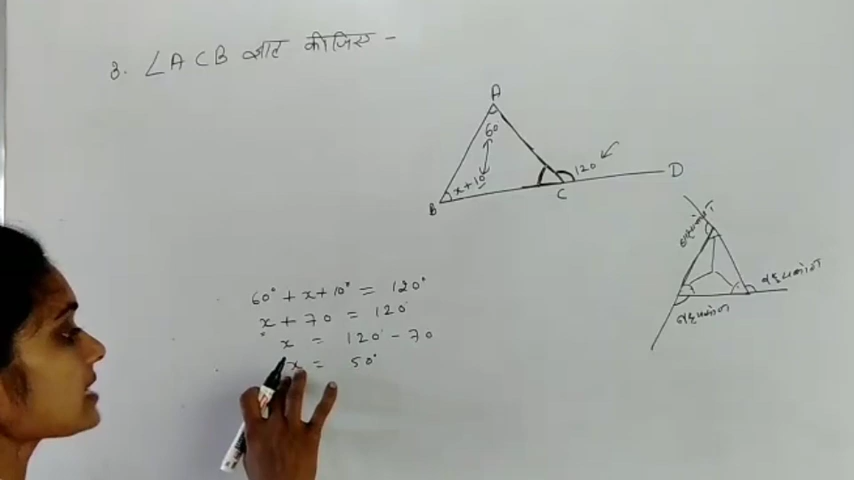 3. ∠ACB ज्ञात कीजिए -
A
60
x+10
120
B
C
D
बहिष्कोण
बहिष्कोण
बहिष्कोण
60° + x+10° = 120°
x + 70 = 120°
x = 120° - 70
x = 50°